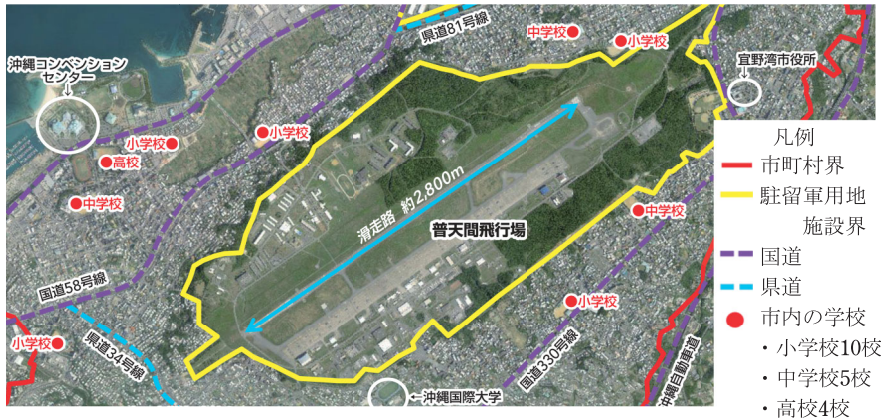 県道81号線
中学校
小学校
沖縄コンベンション
センター
↓
宜野湾市役所
↓
小学校
小学校
高校
中学校
滑走路 約2,800m
普天間飛行場
中学校
国道58号線
小学校
小学校
県道34号線
国道330号線
沖縄自動車道
←沖縄国際大学
凡例
市町村界
駐留軍用地
施設界
国道
県道
市内の学校
・小学校10校
・中学校5校
・高校4校